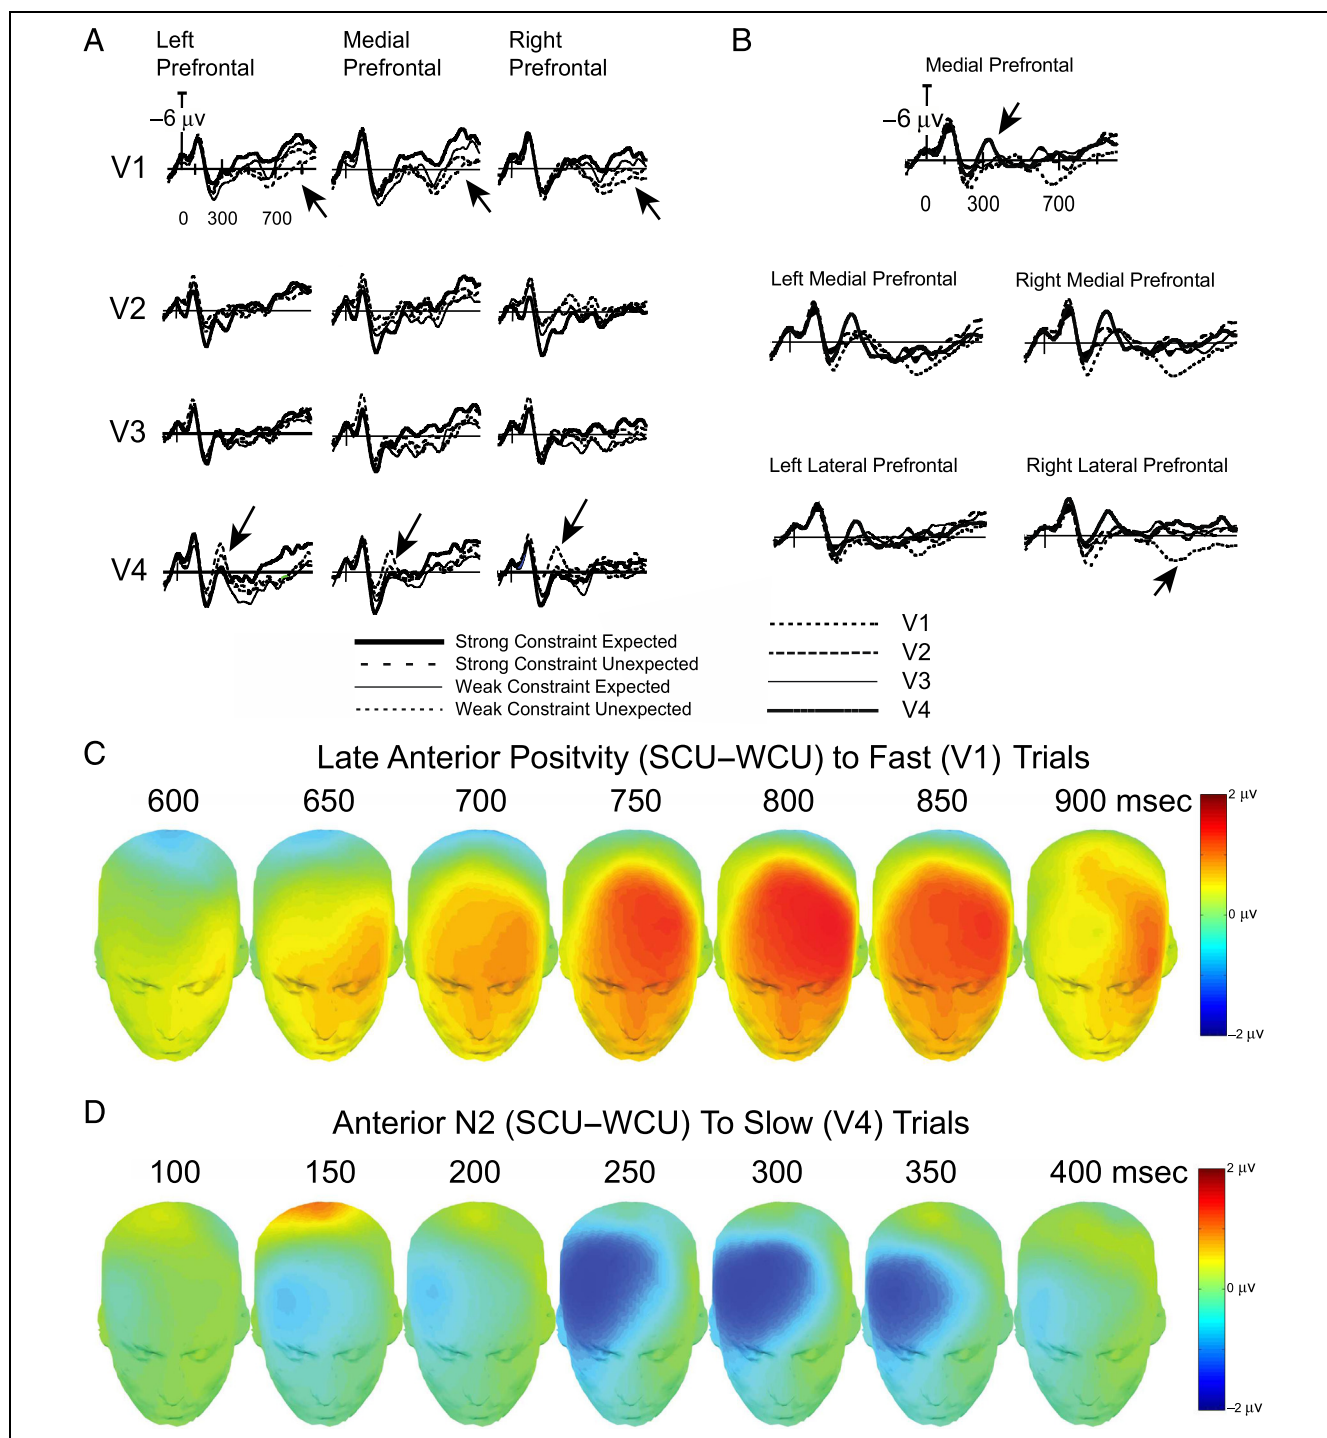 A
Left
Prefrontal
Medial
Prefrontal
Right
Prefrontal
–6 μv
V1
0 300 700
V2
V3
V4
Strong Constraint Expected
Strong Constraint Unexpected
Weak Constraint Expected
Weak Constraint Unexpected
B
Medial Prefrontal
–6 μv
0 300 700
Left Medial Prefrontal
Right Medial Prefrontal
Left Lateral Prefrontal
Right Lateral Prefrontal
V1
V2
V3
V4
C
Late Anterior Positvity (SCU–WCU) to Fast (V1) Trials
600 650 700 750 800 850 900 msec
2 μV
0 μV
–2 μV
D
Anterior N2 (SCU–WCU) To Slow (V4) Trials
100 150 200 250 300 350 400 msec
2 μV
0 μV
–2 μV